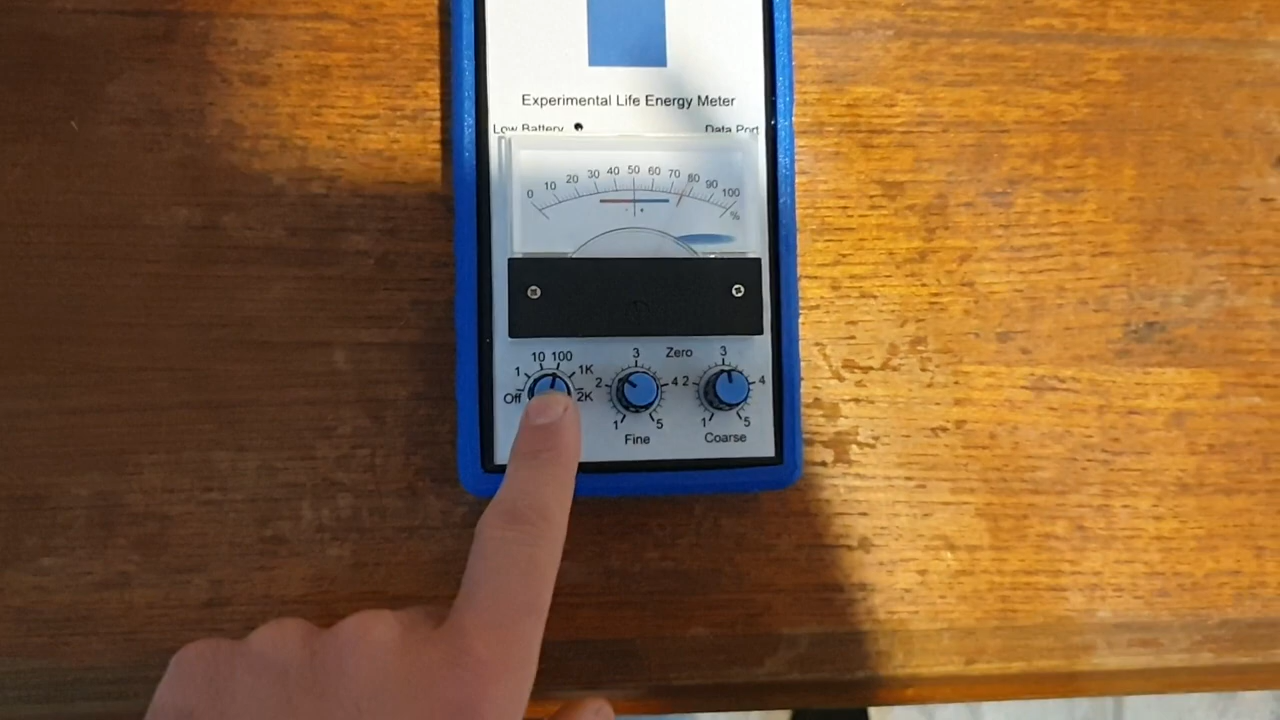 Experimental Life Energy Meter
Low Battery Data Port
0 10 20 30 40 50 60 70 80 90 100
%
10 100 3 Zero 3
1 1K
2 4 2 4
Off 2K
1 5 1 5
Fine Coarse